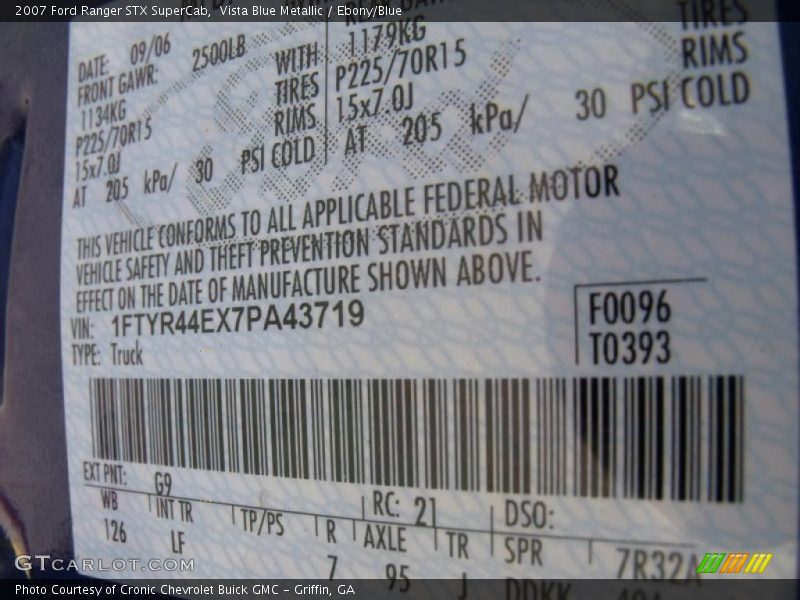 2007 Ford Ranger STX SuperCab, Vista Blue Metallic / Ebony/Blue
DATE: 09/06
FRONT GAWR: 2500LB WITH 1179KG TIRES
1134KG TIRES P225/70R15 RIMS
P225/70R15 RIMS 15x7.0J
15x7.0J AT 205 kPa/ 30 PSI COLD
AT 205 kPa/ 30 PSI COLD
THIS VEHICLE CONFORMS TO ALL APPLICABLE FEDERAL MOTOR
VEHICLE SAFETY AND THEFT PREVENTION STANDARDS IN
EFFECT ON THE DATE OF MANUFACTURE SHOWN ABOVE.
VIN: 1FTYR44EX7PA43719
F0096
TYPE: Truck
T0393
EXT PNT: G9 RC: 21 DSO:
WB INT TR TP/PS R AXLE TR SPR
126 LF 7 95 J 7R32A
GTCARLOT.COM
Photo Courtesy of Cronic Chevrolet Buick GMC – Griffin, GA